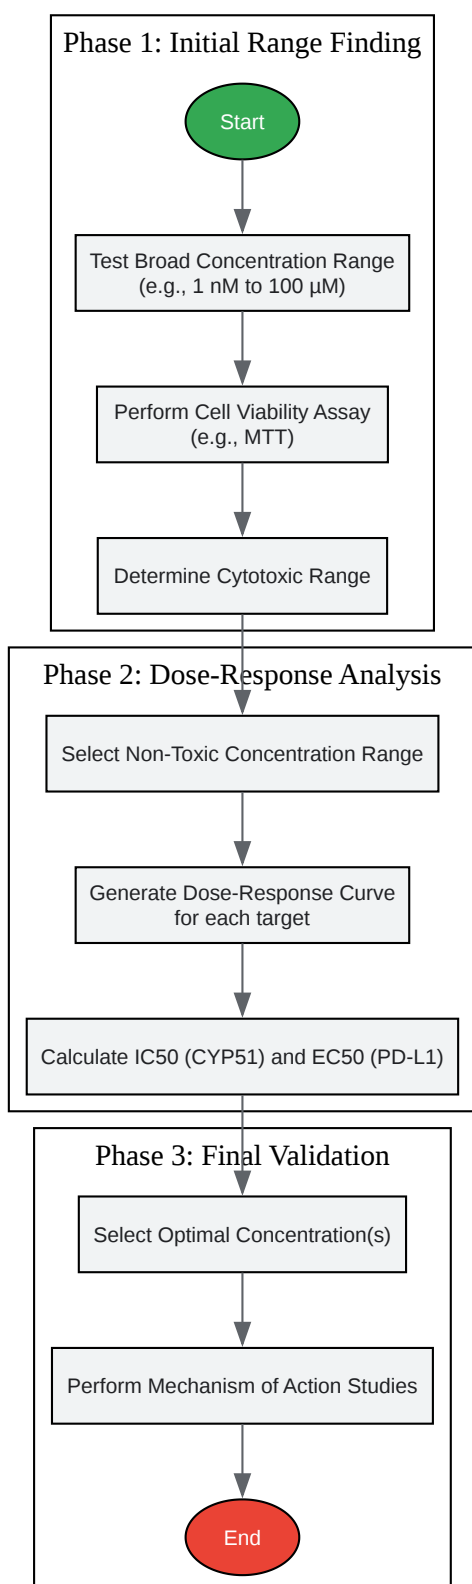 Phase 1: Initial Range Finding
Start
Test Broad Concentration Range
(e.g., 1 nM to 100 µM)
Perform Cell Viability Assay
(e.g., MTT)
Determine Cytotoxic Range
Phase 2: Dose-Response Analysis
Select Non-Toxic Concentration Range
Generate Dose-Response Curve
for each target
Calculate IC50 (CYP51) and EC50 (PD-L1)
Phase 3: Final Validation
Select Optimal Concentration(s)
Perform Mechanism of Action Studies
End